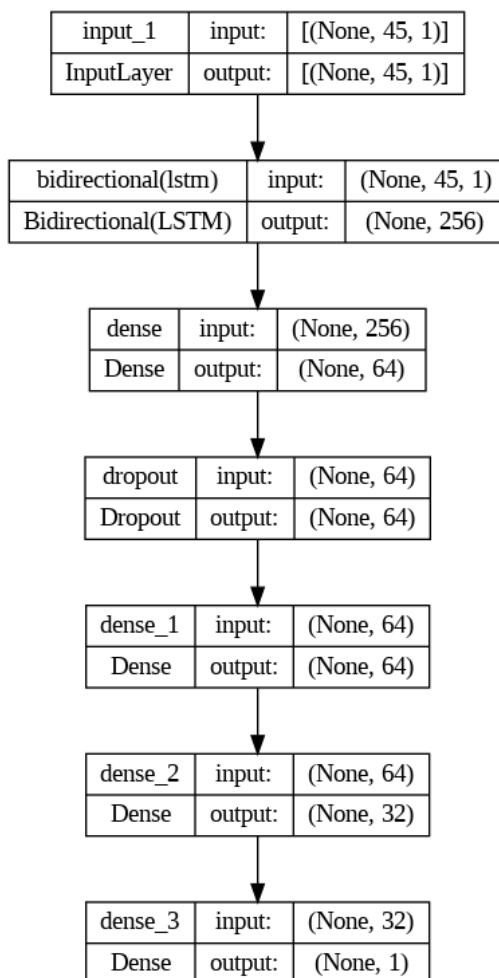 input_1 input: [(None, 45, 1)]
InputLayer output: [(None, 45, 1)]
bidirectional(lstm) input: (None, 45, 1)
Bidirectional(LSTM) output: (None, 256)
dense input: (None, 256)
Dense output: (None, 64)
dropout input: (None, 64)
Dropout output: (None, 64)
dense_1 input: (None, 64)
Dense output: (None, 64)
dense_2 input: (None, 64)
Dense output: (None, 32)
dense_3 input: (None, 32)
Dense output: (None, 1)